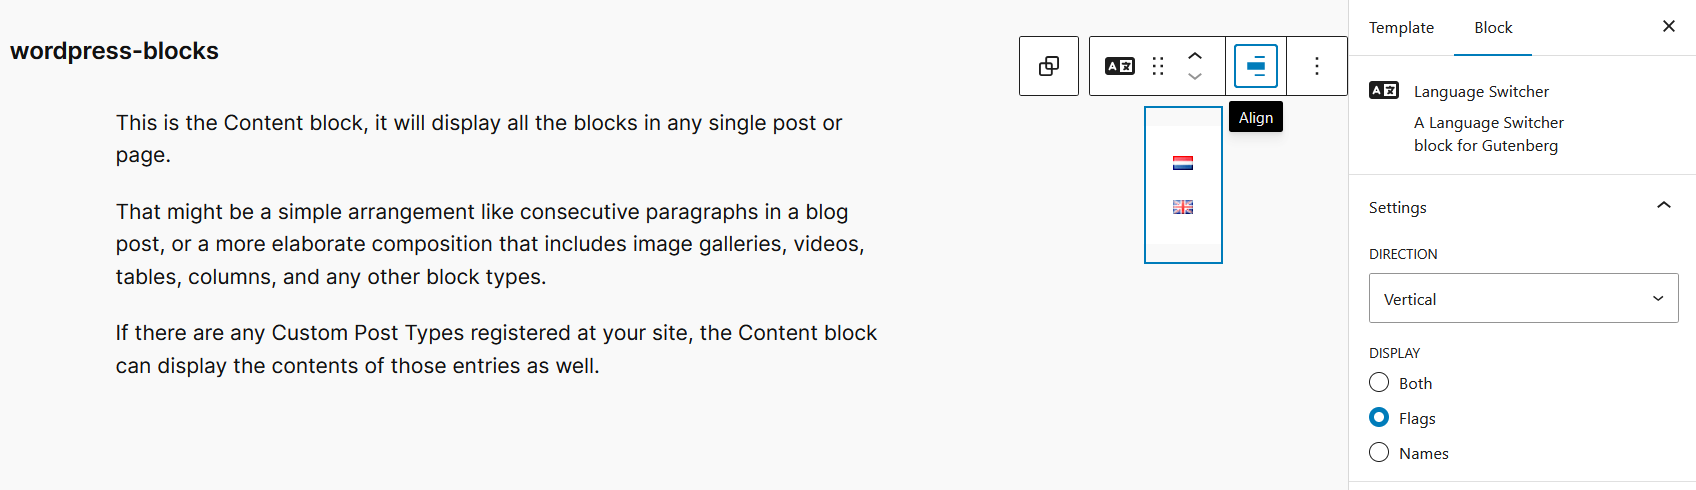 wordpress-blocks
This is the Content block, it will display all the blocks in any single post or
page.
That might be a simple arrangement like consecutive paragraphs in a blog
post, or a more elaborate composition that includes image galleries, videos,
tables, columns, and any other block types.
If there are any Custom Post Types registered at your site, the Content block
can display the contents of those entries as well.
A文
Align
Template
Block
A文
Language Switcher
A Language Switcher
block for Gutenberg
Settings
DIRECTION
Vertical
DISPLAY
Both
Flags
Names